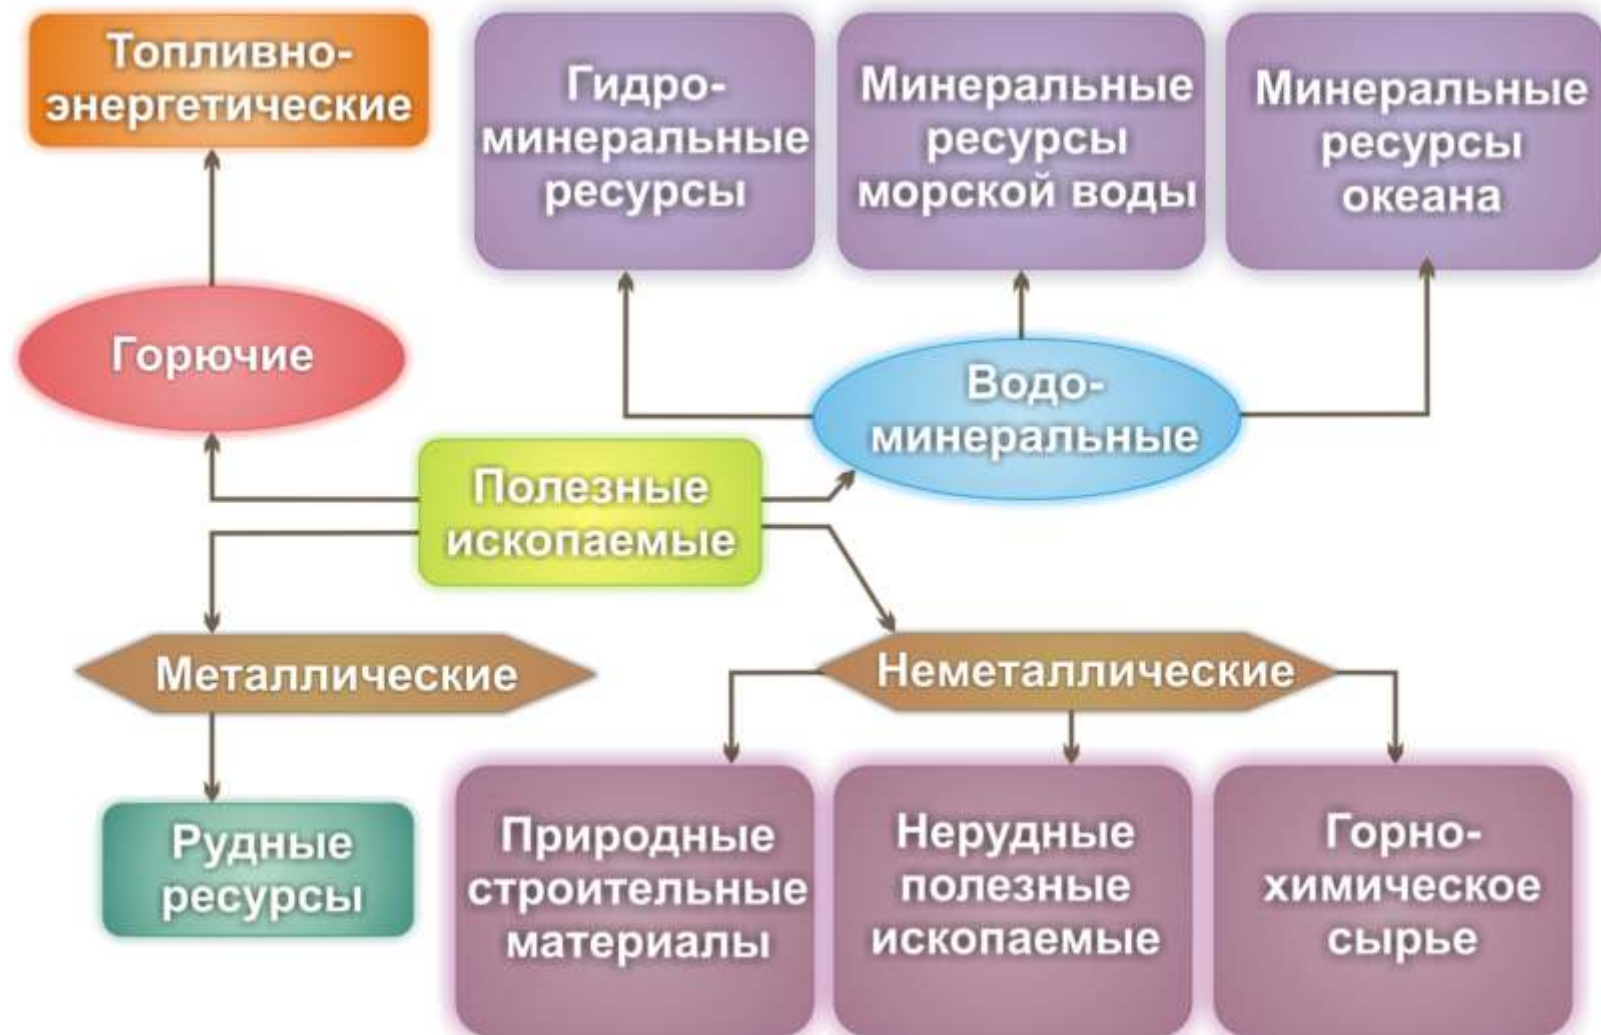 Топливно-
энергетические
Гидро-
минеральные
ресурсы
Минеральные
ресурсы
морской воды
Минеральные
ресурсы
океана
Горючие
Водо-
минеральные
Полезные
ископаемые
Металлические
Неметаллические
Рудные
ресурсы
Природные
строительные
материалы
Нерудные
полезные
ископаемые
Горно-
химическое
сырье